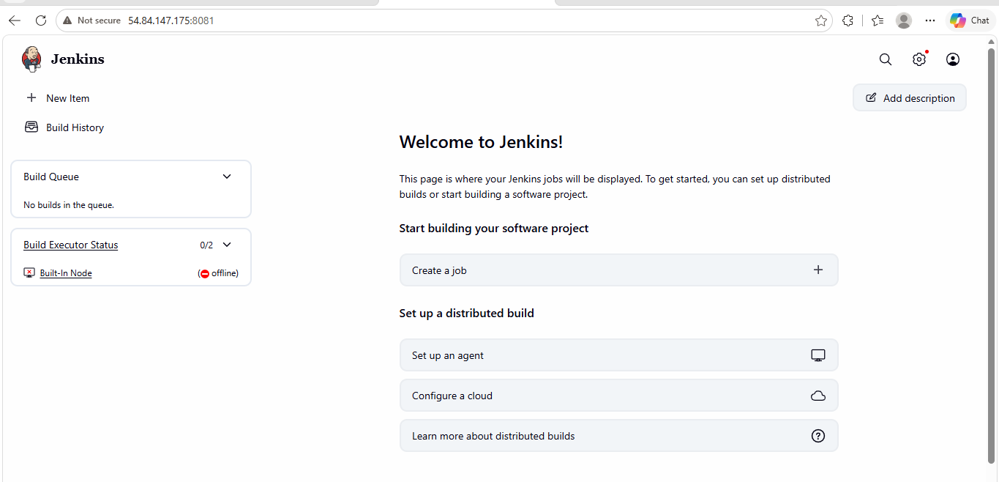 Not secure 54.84.147.175:8081
Chat
Jenkins
New Item
Build History
Add description
Build Queue
No builds in the queue.
Build Executor Status 0/2
Built-In Node (offline)
Welcome to Jenkins!
This page is where your Jenkins jobs will be displayed. To get started, you can set up distributed
builds or start building a software project.
Start building your software project
Create a job
Set up a distributed build
Set up an agent
Configure a cloud
Learn more about distributed builds